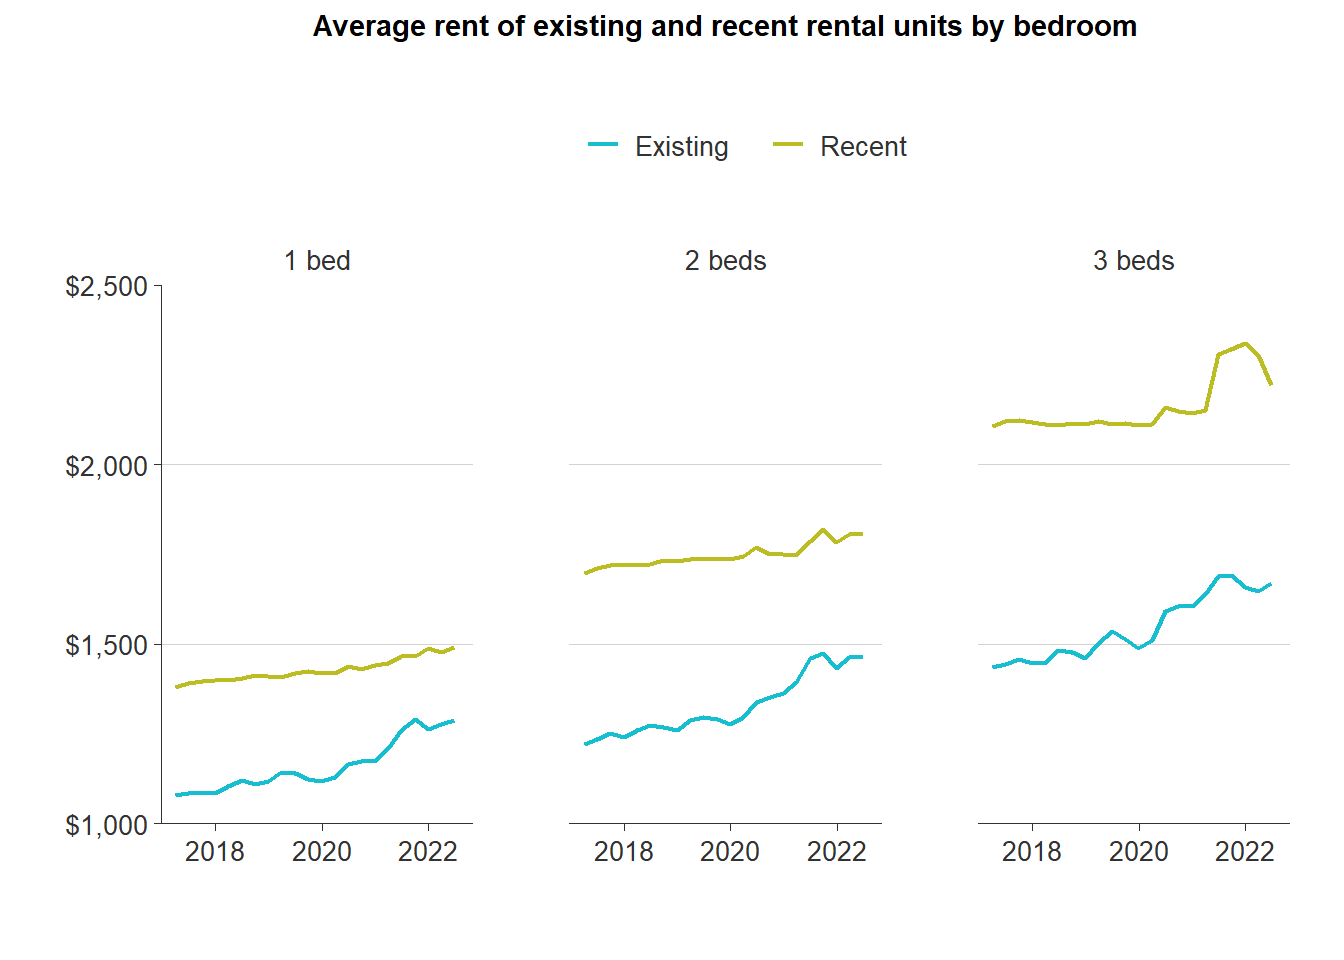 Average rent of existing and recent rental units by bedroom
Existing Recent
1 bed 2 beds 3 beds
$2,500
$2,000
$1,500
$1,000
2018 2020 2022 2018 2020 2022 2018 2020 2022